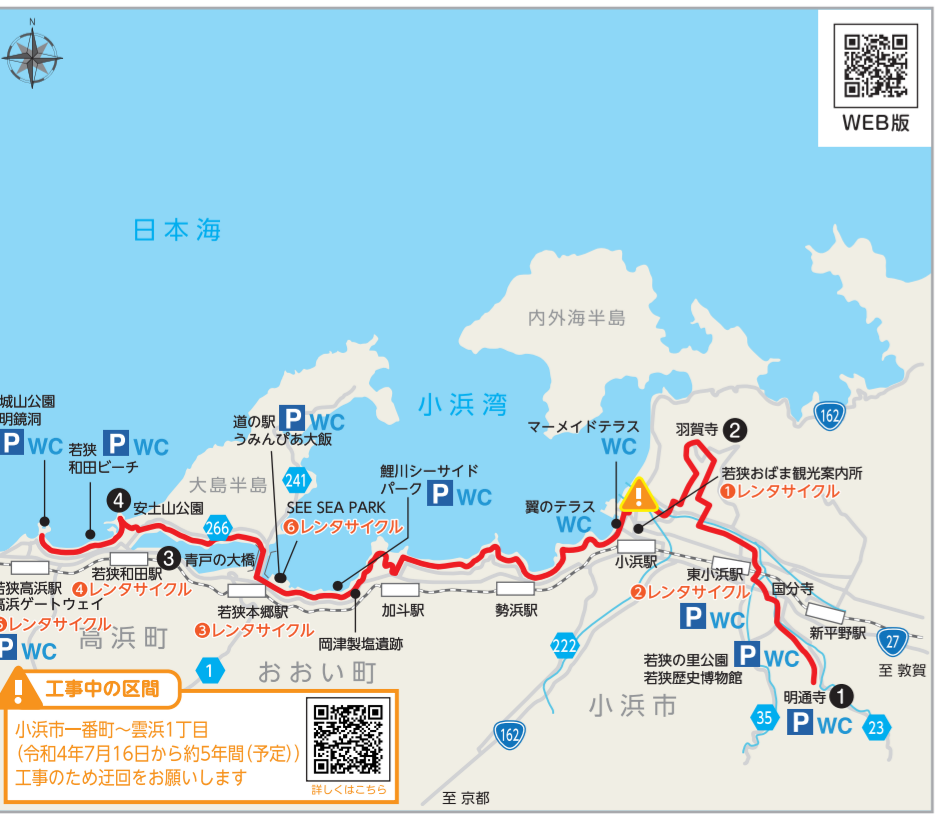 N
WEB版
日本海
内外海半島
小浜湾
162
城山公園
明鏡洞
P WC
若狭
和田ビーチ
P WC
道の駅 P WC
うみんぴあ大飯
マーメイドテラス
WC
羽賀寺 2
大島半島
241
鯉川シーサイド
パーク P WC
若狭おばま観光案内所
1レンタサイクル
4 安土山公園
SEE SEA PARK
6レンタサイクル
翼のテラス
WC
266
3 青戸の大橋
若狭和田駅
4レンタサイクル
若狭高浜駅
高浜ゲートウェイ
5レンタサイクル
P WC
高浜町
若狭本郷駅
3レンタサイクル
加斗駅
勢浜駅
小浜駅
東小浜駅
2レンタサイクル
P WC
国分寺
新平野駅
27
至 敦賀
岡津製塩遺跡
1
おおい町
222
若狭の里公園
若狭歴史博物館
P WC
小浜市
明通寺 1
P WC
35
23
162
至 京都
工事中の区間
小浜市一番町～雲浜1丁目
(令和4年7月16日から約5年間(予定))
工事のため迂回をお願いします
詳しくはこちら